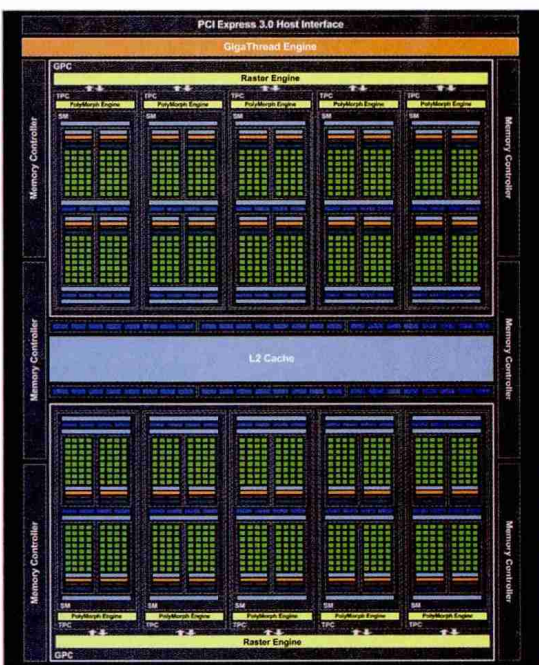 PCI Express 3.0 Host Interface
GigaThread Engine
GPC
Raster Engine
TPC TPC TPC TPC TPC
PolyMorph Engine PolyMorph Engine PolyMorph Engine PolyMorph Engine PolyMorph Engine
SM SM SM SM SM
Memory Controller
Memory Controller
Memory Controller
Memory Controller
L2 Cache
Memory Controller
Memory Controller
SM SM SM SM SM
PolyMorph Engine PolyMorph Engine PolyMorph Engine PolyMorph Engine PolyMorph Engine
TPC TPC TPC TPC TPC
Raster Engine
GPC